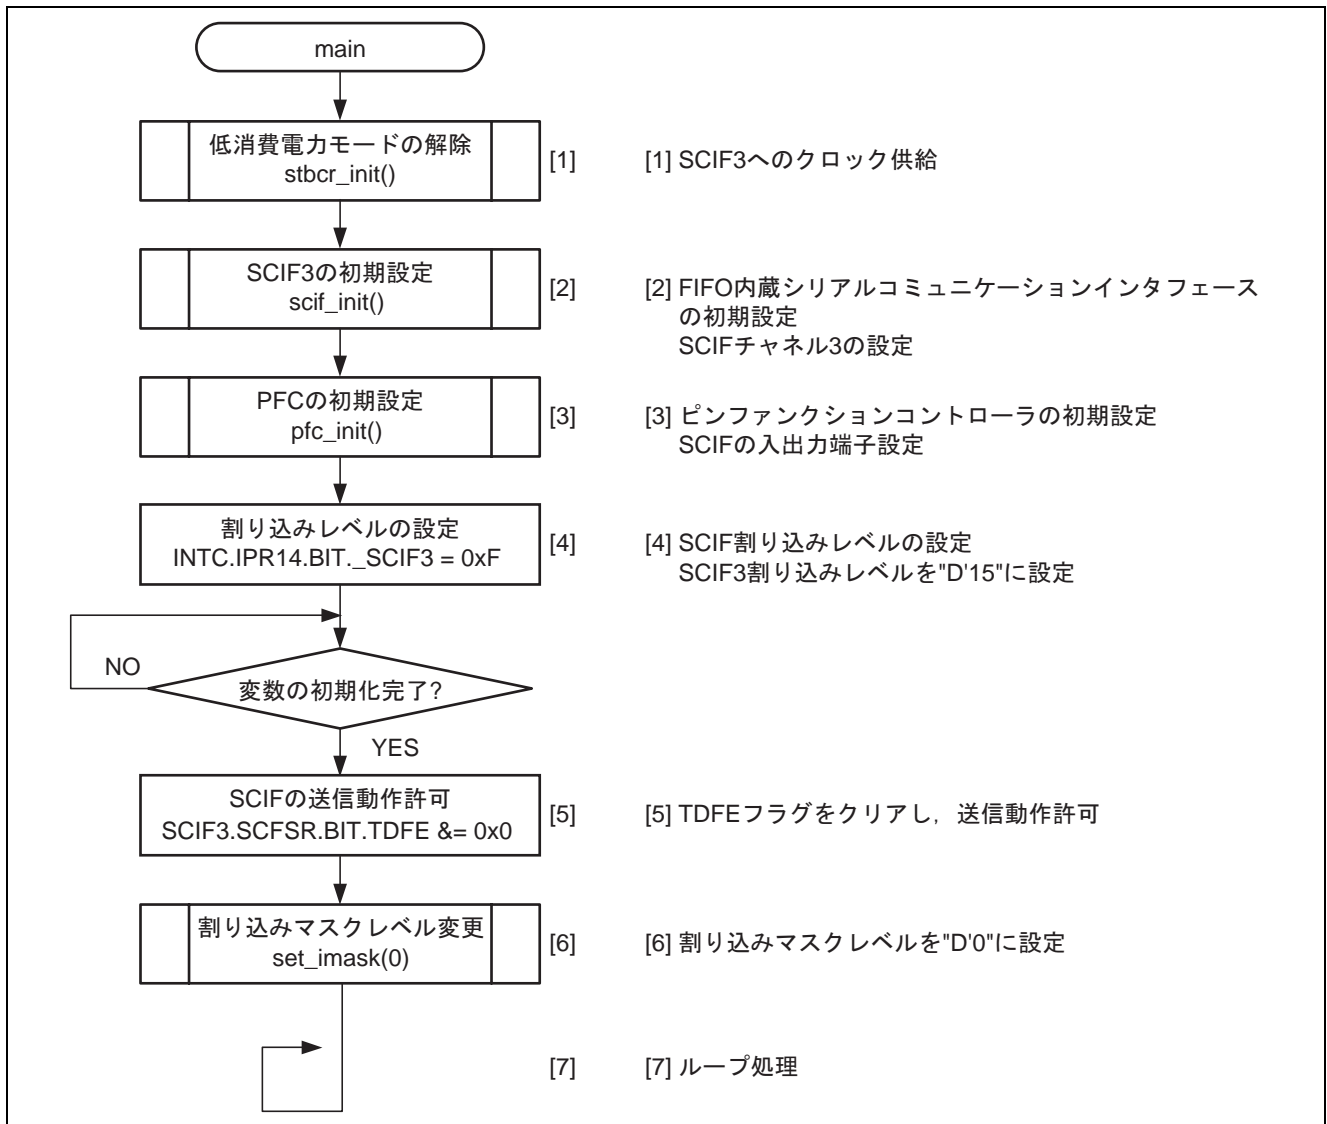 main
低消費電力モードの解除
stbcr_init()
[1]
[1] SCIF3へのクロック供給
SCIF3の初期設定
scif_init()
[2]
[2] FIFO内蔵シリアルコミュニケーションインタフェース
の初期設定
SCIFチャネル3の設定
PFCの初期設定
pfc_init()
[3]
[3] ピンファンクションコントローラの初期設定
SCIFの入出力端子設定
割り込みレベルの設定
INTC.IPR14.BIT._SCIF3 = 0xF
[4]
[4] SCIF割り込みレベルの設定
SCIF3割り込みレベルを"D'15"に設定
NO
変数の初期化完了?
YES
SCIFの送信動作許可
SCIF3.SCFSR.BIT.TDFE &= 0x0
[5]
[5] TDFEフラグをクリアし，送信動作許可
割り込みマスクレベル変更
set_imask(0)
[6]
[6] 割り込みマスクレベルを"D'0"に設定
[7]
[7] ループ処理